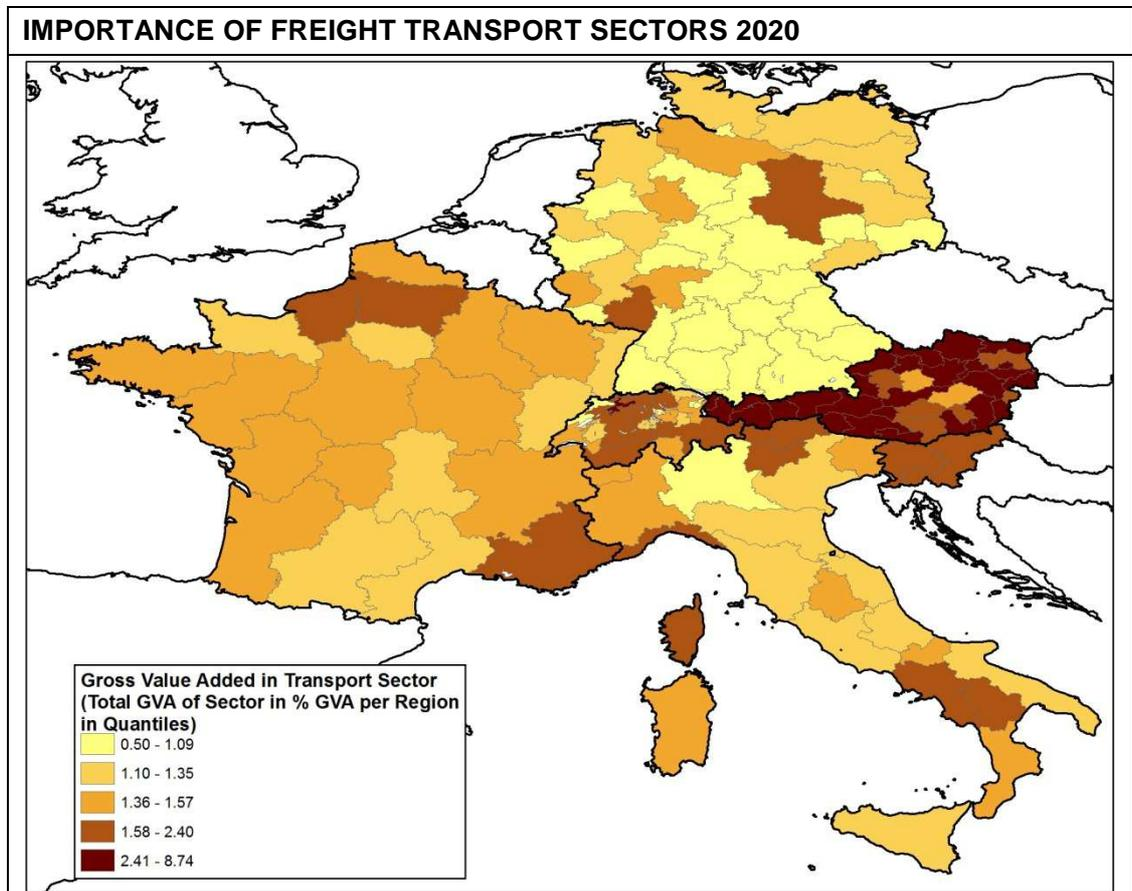 IMPORTANCE OF FREIGHT TRANSPORT SECTORS 2020
Gross Value Added in Transport Sector
(Total GVA of Sector in % GVA per Region
in Quantiles)
0.50 - 1.09
1.10 - 1.35
1.36 - 1.57
1.58 - 2.40
2.41 - 8.74